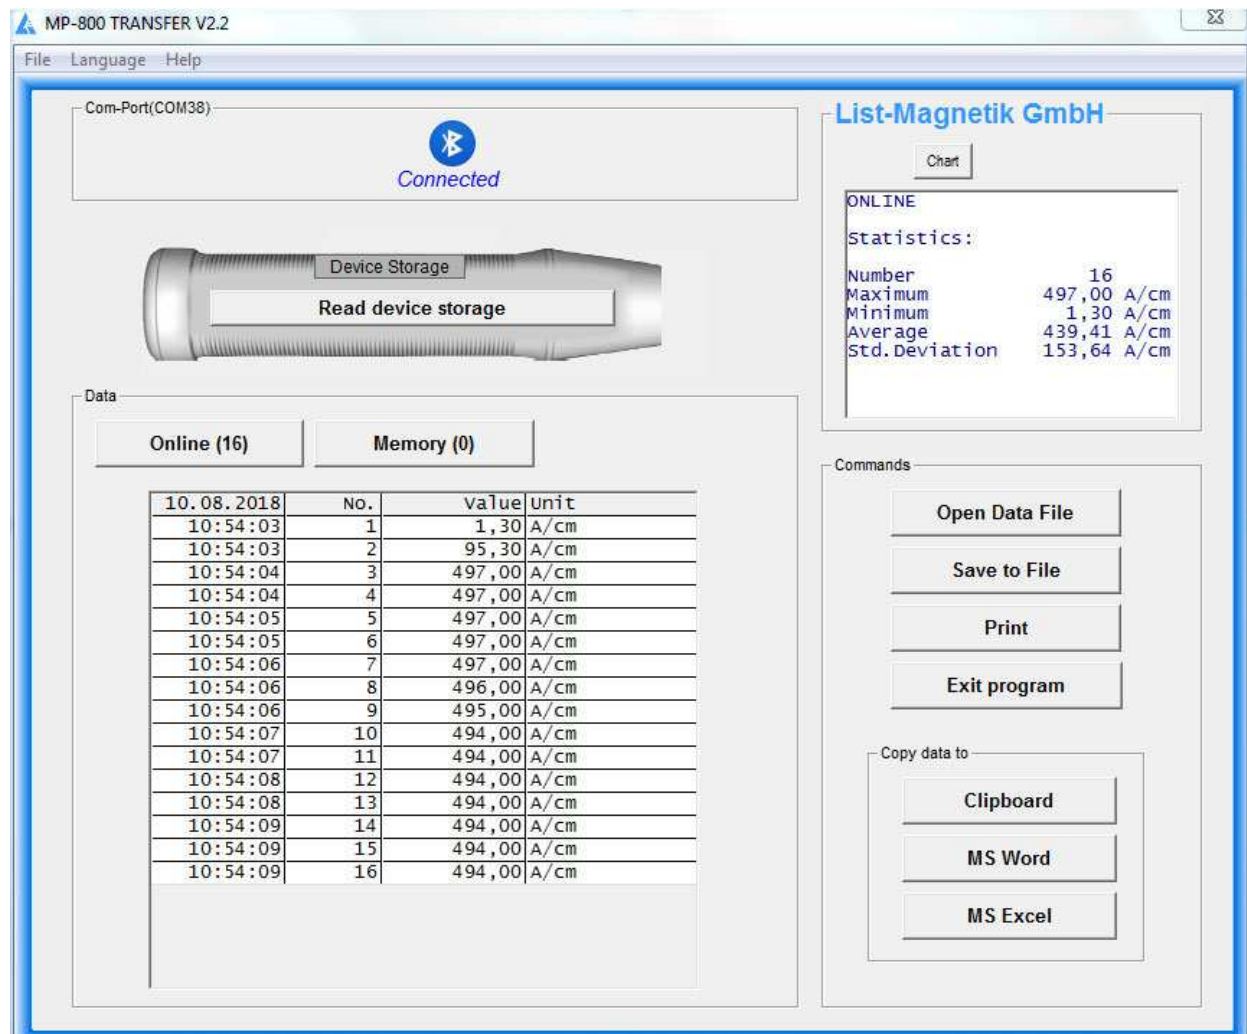 MP-800 TRANSFER V2.2
File Language Help
Com-Port(COM38)
Connected
Device Storage
Read device storage
List-Magnetik GmbH
Chart
ONLINE
Statistics:
Number 16
Maximum 497,00 A/cm
Minimum 1,30 A/cm
Average 439,41 A/cm
Std.Deviation 153,64 A/cm
Data
Online (16) Memory (0)
10.08.2018 No. Value Unit
10:54:03 1 1,30 A/cm
10:54:03 2 95,30 A/cm
10:54:04 3 497,00 A/cm
10:54:04 4 497,00 A/cm
10:54:05 5 497,00 A/cm
10:54:05 6 497,00 A/cm
10:54:06 7 497,00 A/cm
10:54:06 8 496,00 A/cm
10:54:06 9 495,00 A/cm
10:54:07 10 494,00 A/cm
10:54:07 11 494,00 A/cm
10:54:08 12 494,00 A/cm
10:54:08 13 494,00 A/cm
10:54:09 14 494,00 A/cm
10:54:09 15 494,00 A/cm
10:54:09 16 494,00 A/cm
Commands
Open Data File
Save to File
Print
Exit program
Copy data to
Clipboard
MS Word
MS Excel